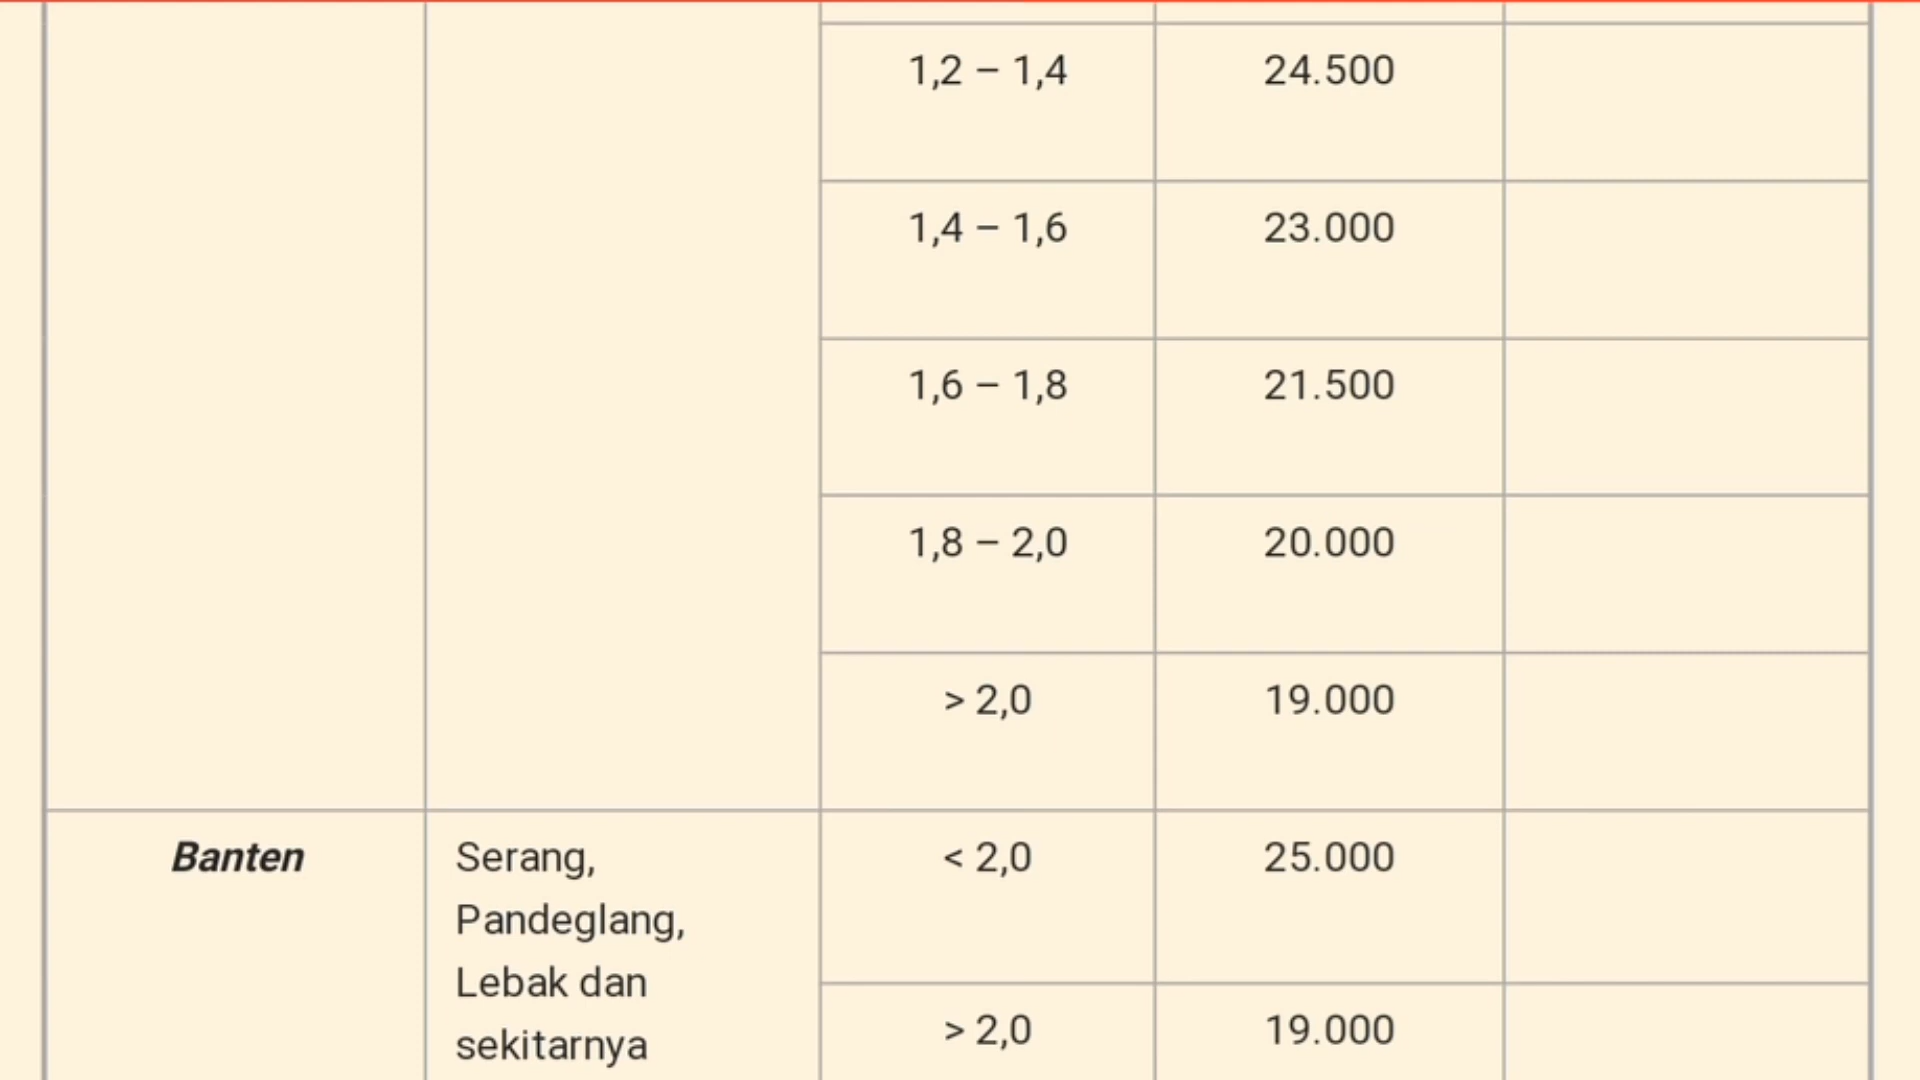 1,2 – 1,4 24.500
1,4 – 1,6 23.000
1,6 – 1,8 21.500
1,8 – 2,0 20.000
> 2,0 19.000
Banten Serang, < 2,0 25.000
Pandeglang,
Lebak dan
sekitarnya > 2,0 19.000